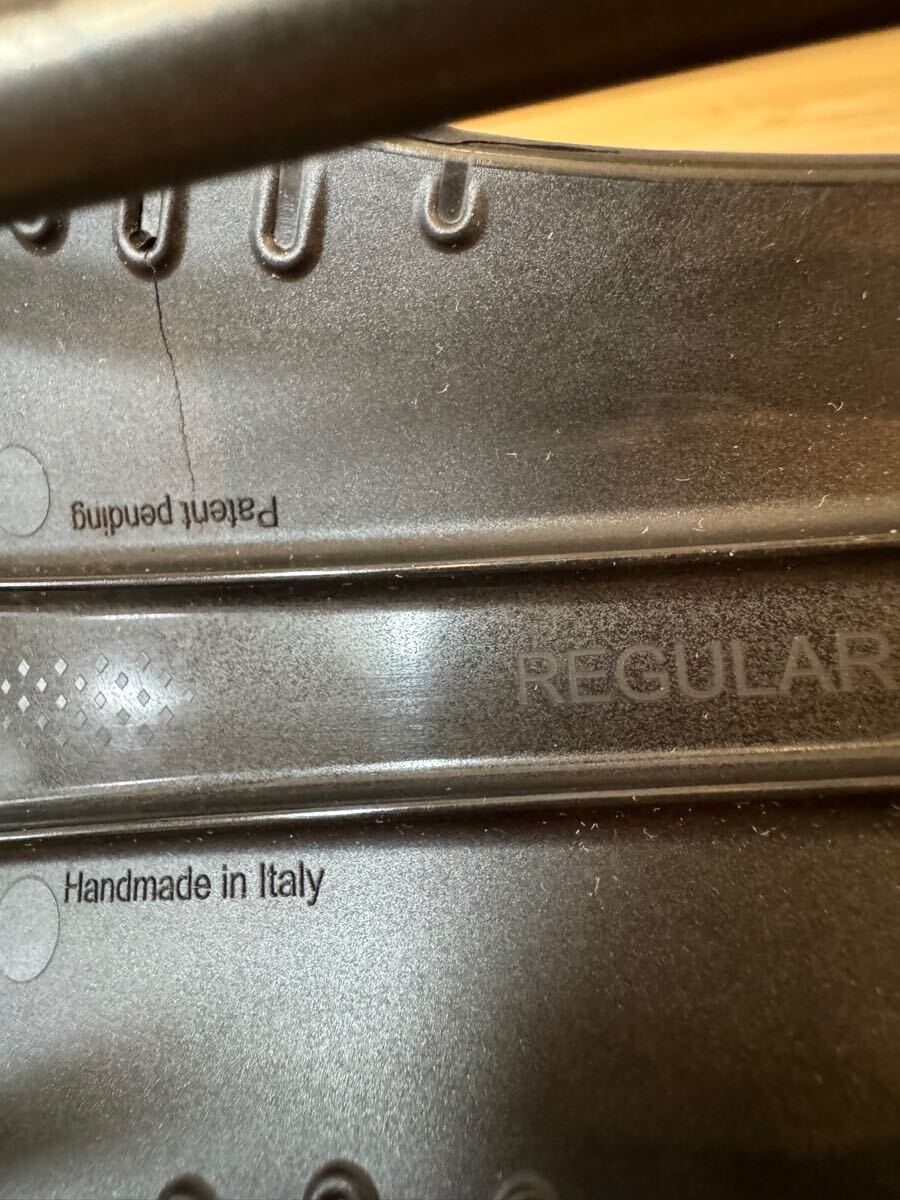 Patent pending
REGULAR
Handmade in Italy